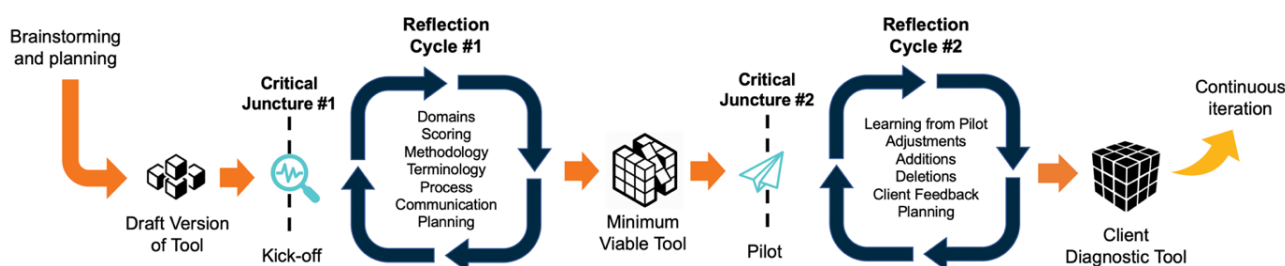 Brainstorming
and planning
Draft Version
of Tool
Critical
Juncture #1
Kick-off
Reflection
Cycle #1
Domains
Scoring
Methodology
Terminology
Process
Communication
Planning
Minimum
Viable Tool
Critical
Juncture #2
Pilot
Reflection
Cycle #2
Learning from Pilot
Adjustments
Additions
Deletions
Client Feedback
Planning
Client
Diagnostic Tool
Continuous
iteration